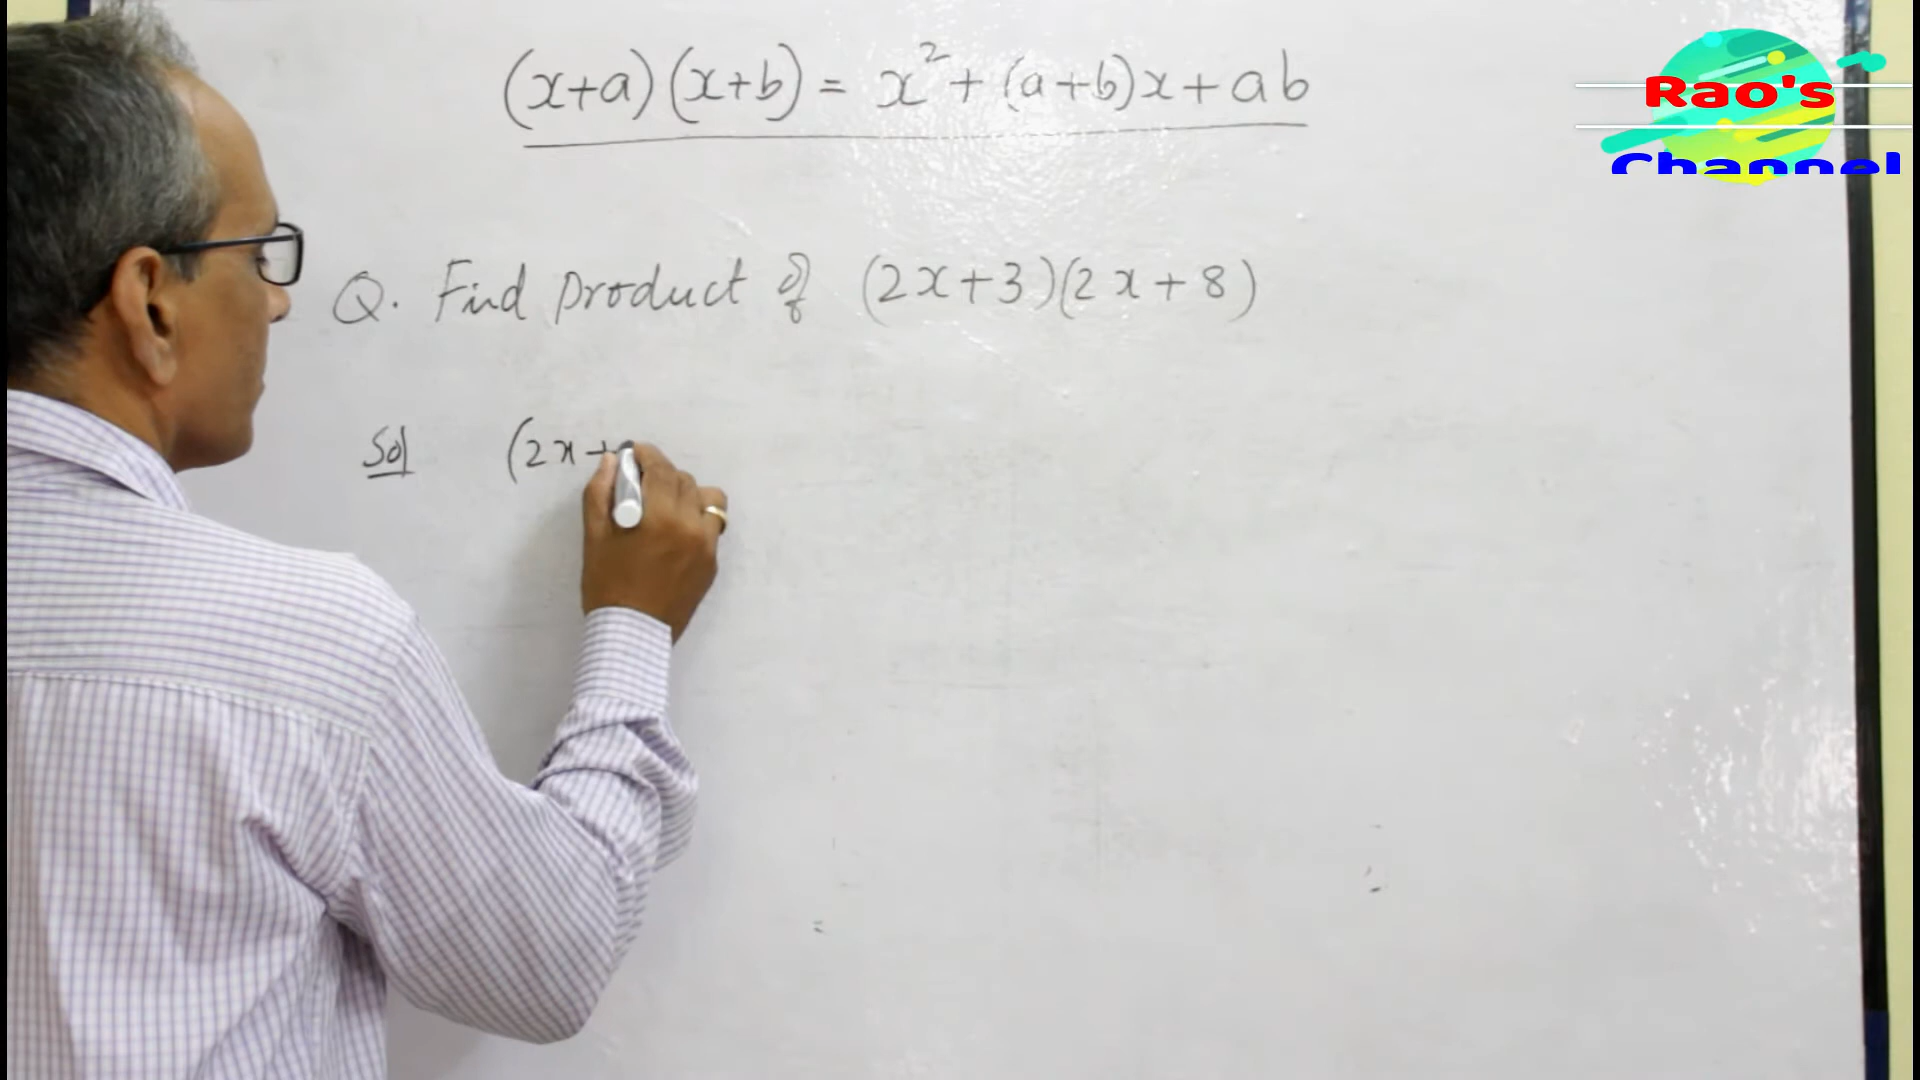 (x+a)(x+b) = x²+(a+b)x+ab
Rao's
Channel
Q. Find product of (2x+3)(2x+8)
Sol (2x+